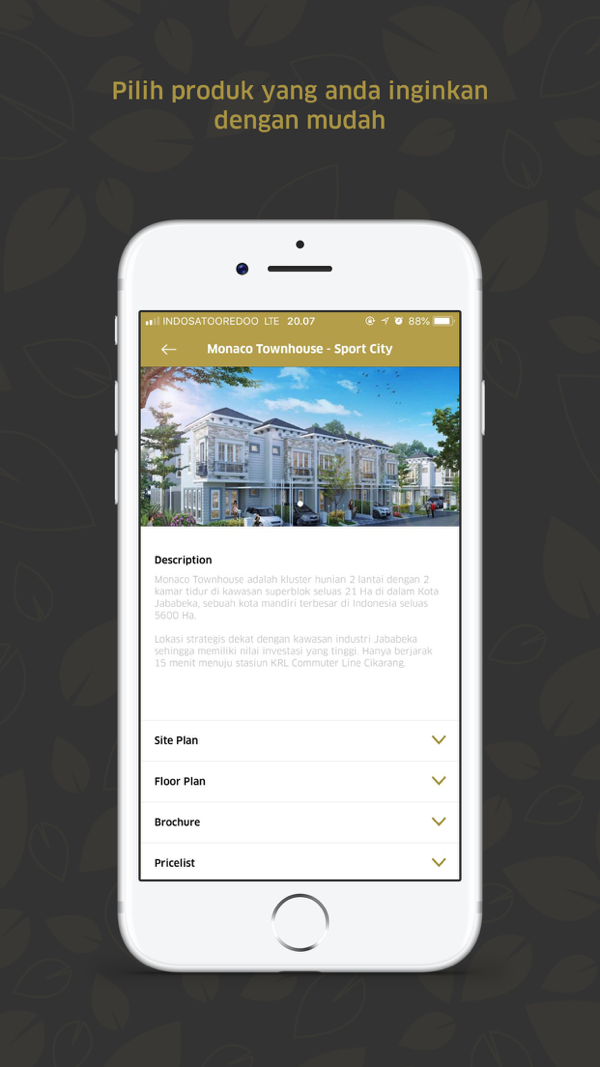 Pilih produk yang anda inginkan
dengan mudah
INDOSATOOREDOO LTE 20.07 88%
Monaco Townhouse - Sport City
Description
Monaco Townhouse adalah kluster hunian 2 lantai dengan 2
kamar tidur di kawasan superblok seluas 21 Ha di dalam Kota
Jababeka, sebuah kota mandiri terbesar di Indonesia seluas
5600 Ha.
Lokasi strategis dekat dengan kawasan industri Jababeka
sehingga memiliki nilai investasi yang tinggi. Hanya berjarak
15 menit menuju stasiun KRL Commuter Line Cikarang.
Site Plan
Floor Plan
Brochure
Pricelist